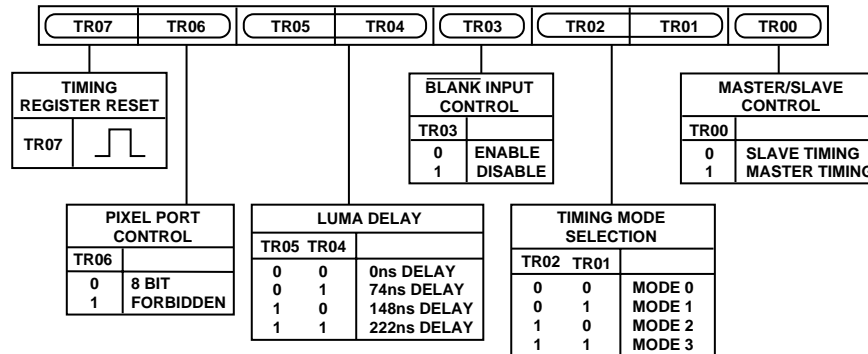 TR07 TR06 TR05 TR04 TR03 TR02 TR01 TR00
TIMING
REGISTER RESET
TR07
BLANK INPUT
CONTROL
TR03
0 ENABLE
1 DISABLE
MASTER/SLAVE
CONTROL
TR00
0 SLAVE TIMING
1 MASTER TIMING
PIXEL PORT
CONTROL
TR06
0 8 BIT
1 FORBIDDEN
LUMA DELAY
TR05 TR04
0 0 0ns DELAY
0 1 74ns DELAY
1 0 148ns DELAY
1 1 222ns DELAY
TIMING MODE
SELECTION
TR02 TR01
0 0 MODE 0
0 1 MODE 1
1 0 MODE 2
1 1 MODE 3